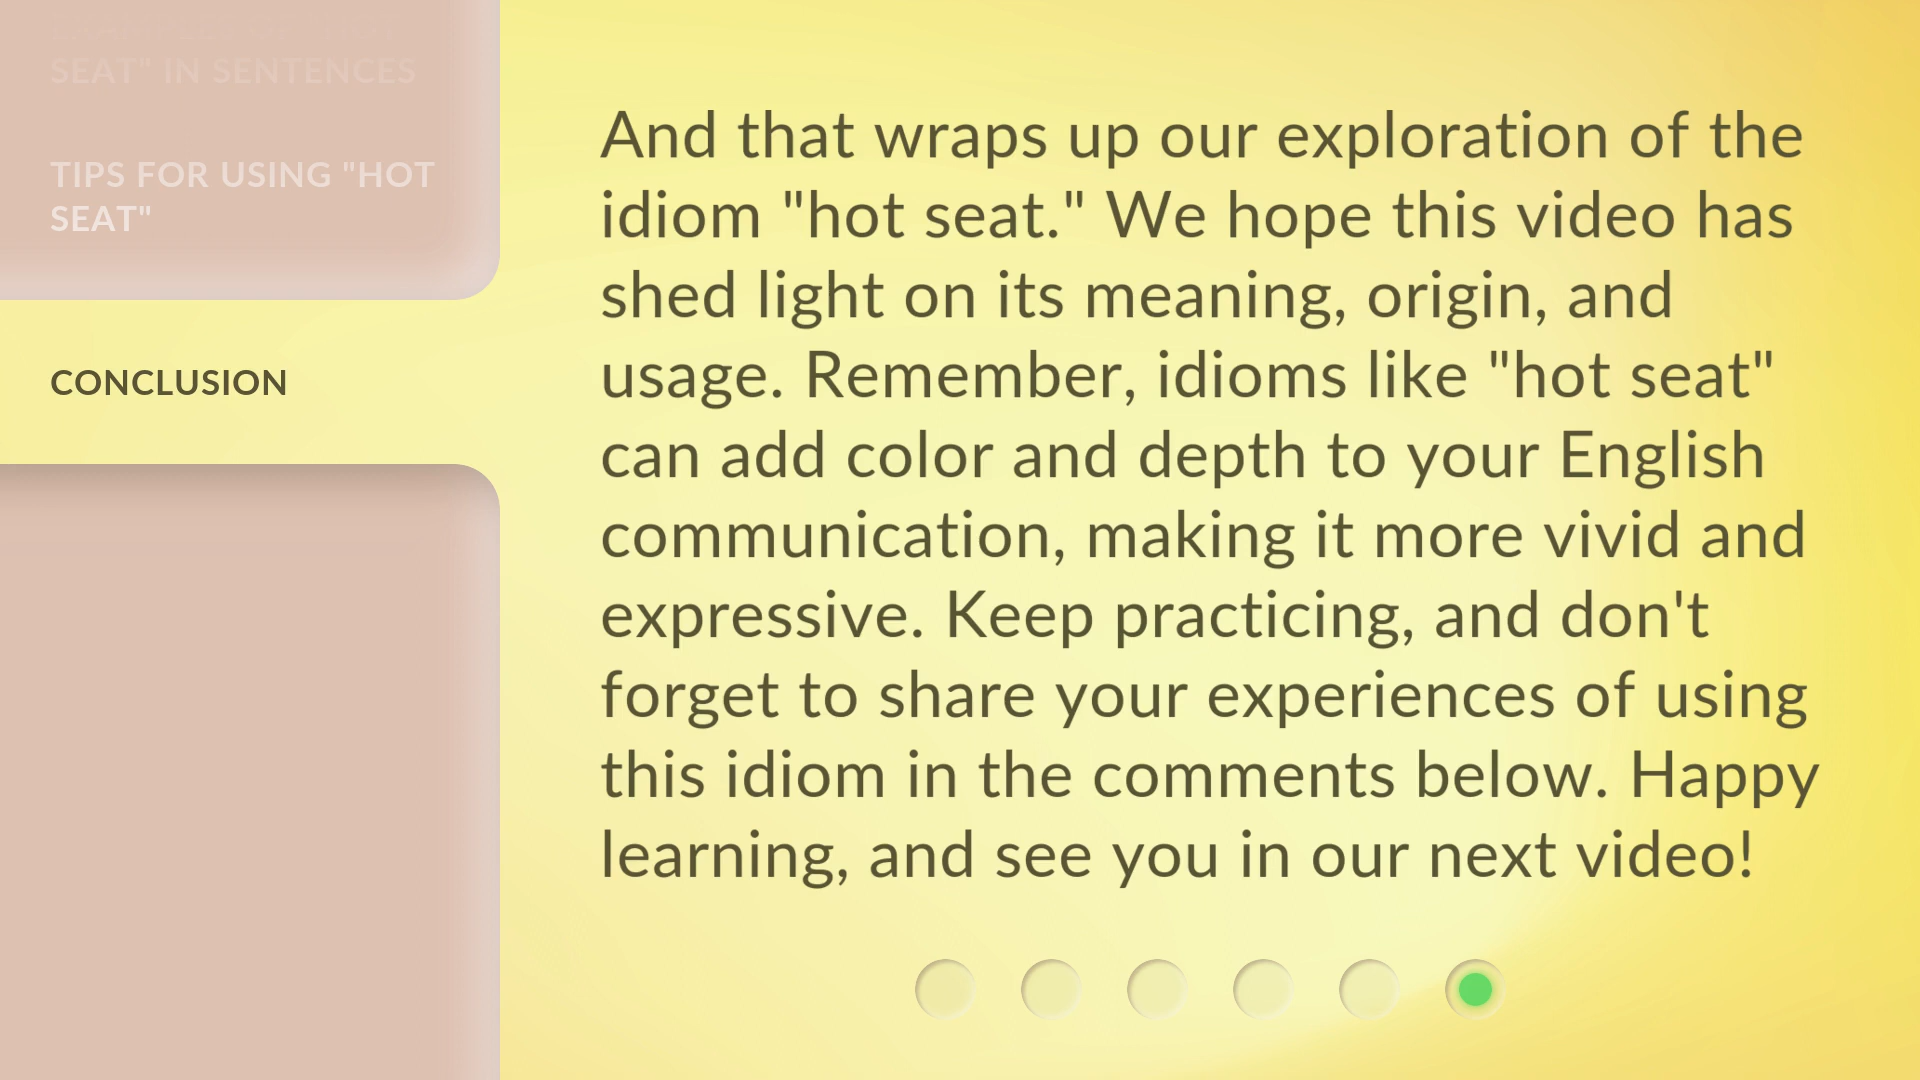 SEAT" IN SENTENCES
TIPS FOR USING "HOT
SEAT"
CONCLUSION
And that wraps up our exploration of the
idiom "hot seat." We hope this video has
shed light on its meaning, origin, and
usage. Remember, idioms like "hot seat"
can add color and depth to your English
communication, making it more vivid and
expressive. Keep practicing, and don't
forget to share your experiences of using
this idiom in the comments below. Happy
learning, and see you in our next video!